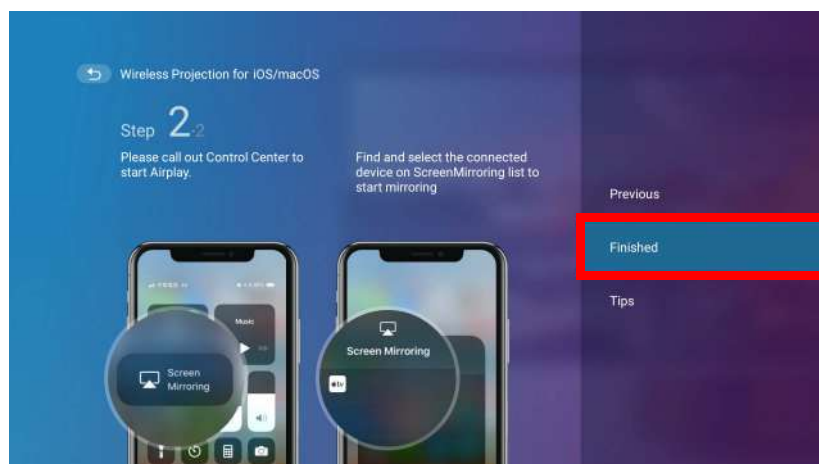 Wireless Projection for iOS/macOS
Step 2-2
Please call out Control Center to
start Airplay.
Find and select the connected
device on ScreenMirroring list to
start mirroring
Previous
Finished
Tips
Music
Screen
Mirroring
Screen Mirroring
tv